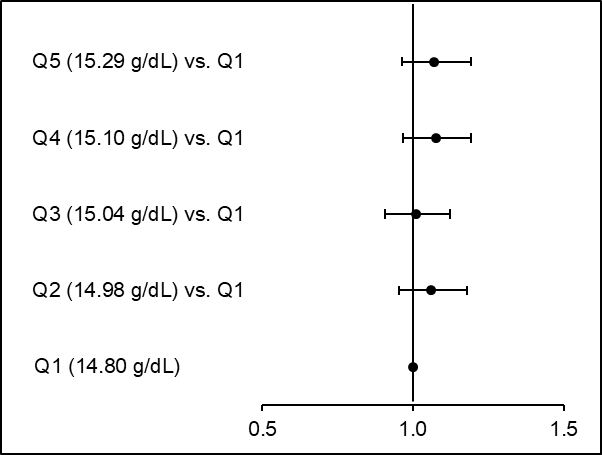 Q5 (15.29 g/dL) vs. Q1
Q4 (15.10 g/dL) vs. Q1
Q3 (15.04 g/dL) vs. Q1
Q2 (14.98 g/dL) vs. Q1
Q1 (14.80 g/dL)
0.5 1.0 1.5